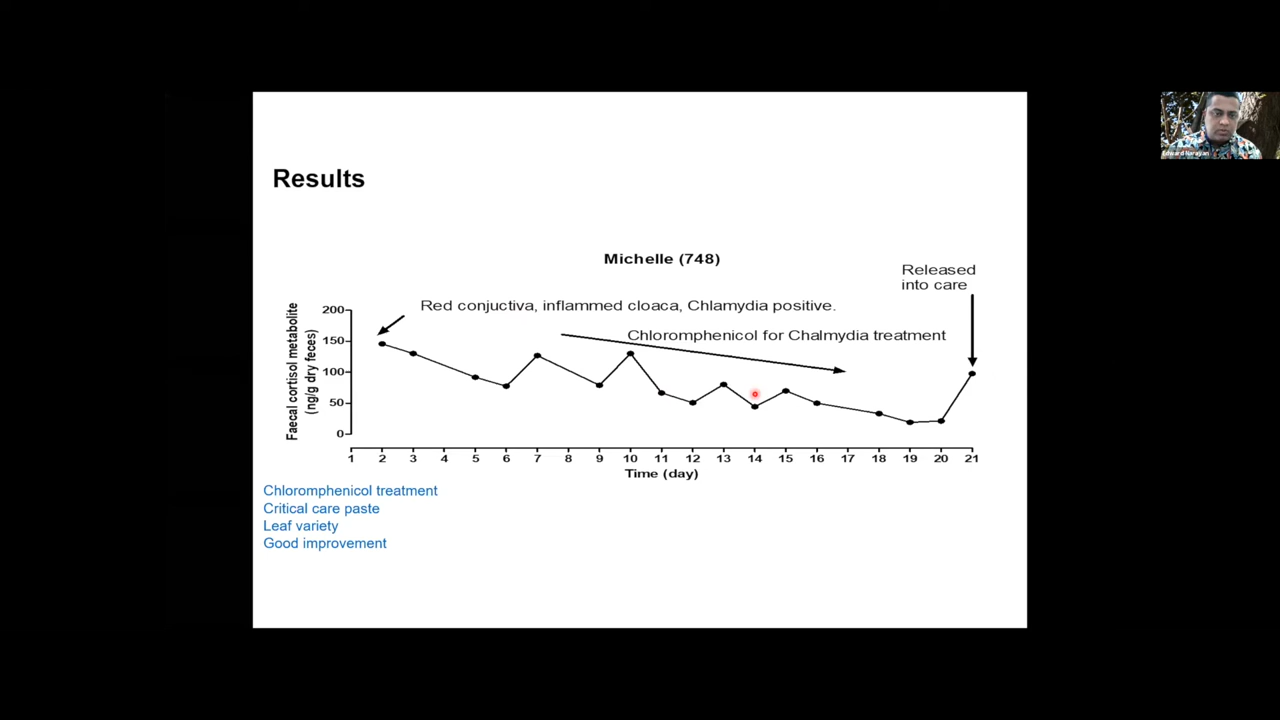 Edward Narayan
Results
Michelle (748)
Released
into care
Red conjuctiva, inflammed cloaca, Chlamydia positive.
Chloromphenicol for Chalmydia treatment
Faecal cortisol metabolite
(ng/g dry feces)
200
150
100
50
0
1 2 3 4 5 6 7 8 9 10 11 12 13 14 15 16 17 18 19 20 21
Time (day)
Chloromphenicol treatment
Critical care paste
Leaf variety
Good improvement